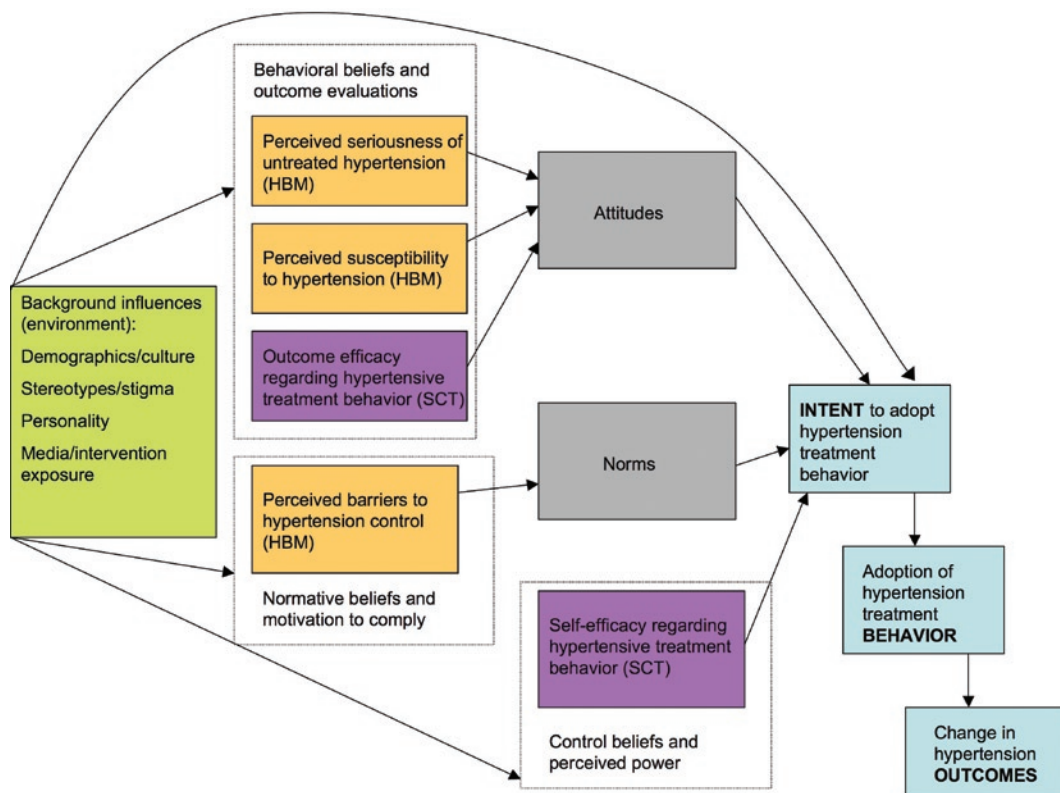 Behavioral beliefs and
outcome evaluations
Perceived seriousness of
untreated hypertension
(HBM)
Perceived susceptibility
to hypertension (HBM)
Outcome efficacy
regarding hypertensive
treatment behavior (SCT)
Attitudes
Background influences
(environment):
Demographics/culture
Stereotypes/stigma
Personality
Media/intervention
exposure
Perceived barriers to
hypertension control
(HBM)
Normative beliefs and
motivation to comply
Norms
Self-efficacy regarding
hypertensive treatment
behavior (SCT)
Control beliefs and
perceived power
INTENT to adopt
hypertension
treatment
behavior
Adoption of
hypertension
treatment
BEHAVIOR
Change in
hypertension
OUTCOMES